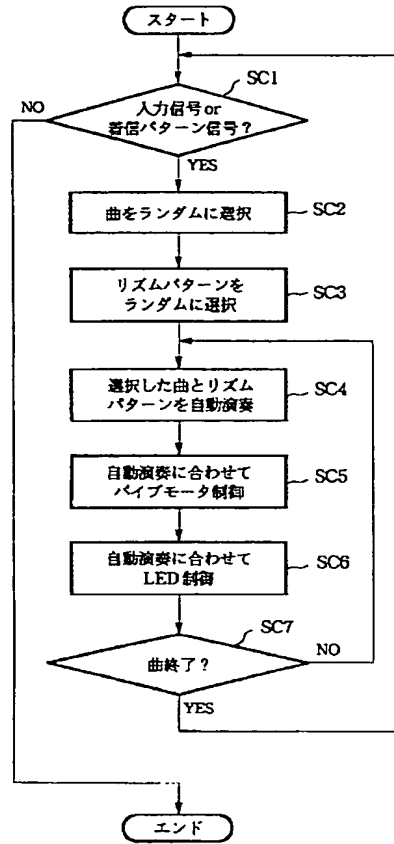 スタート
SC1
NO
入力信号or
着信パターン信号?
YES
曲をランダムに選択
SC2
リズムパターンを
ランダムに選択
SC3
選択した曲とリズム
パターンを自動演奏
SC4
自動演奏に合わせて
バイブモータ制御
SC5
自動演奏に合わせて
LED制御
SC6
SC7
曲終了?
NO
YES
エンド